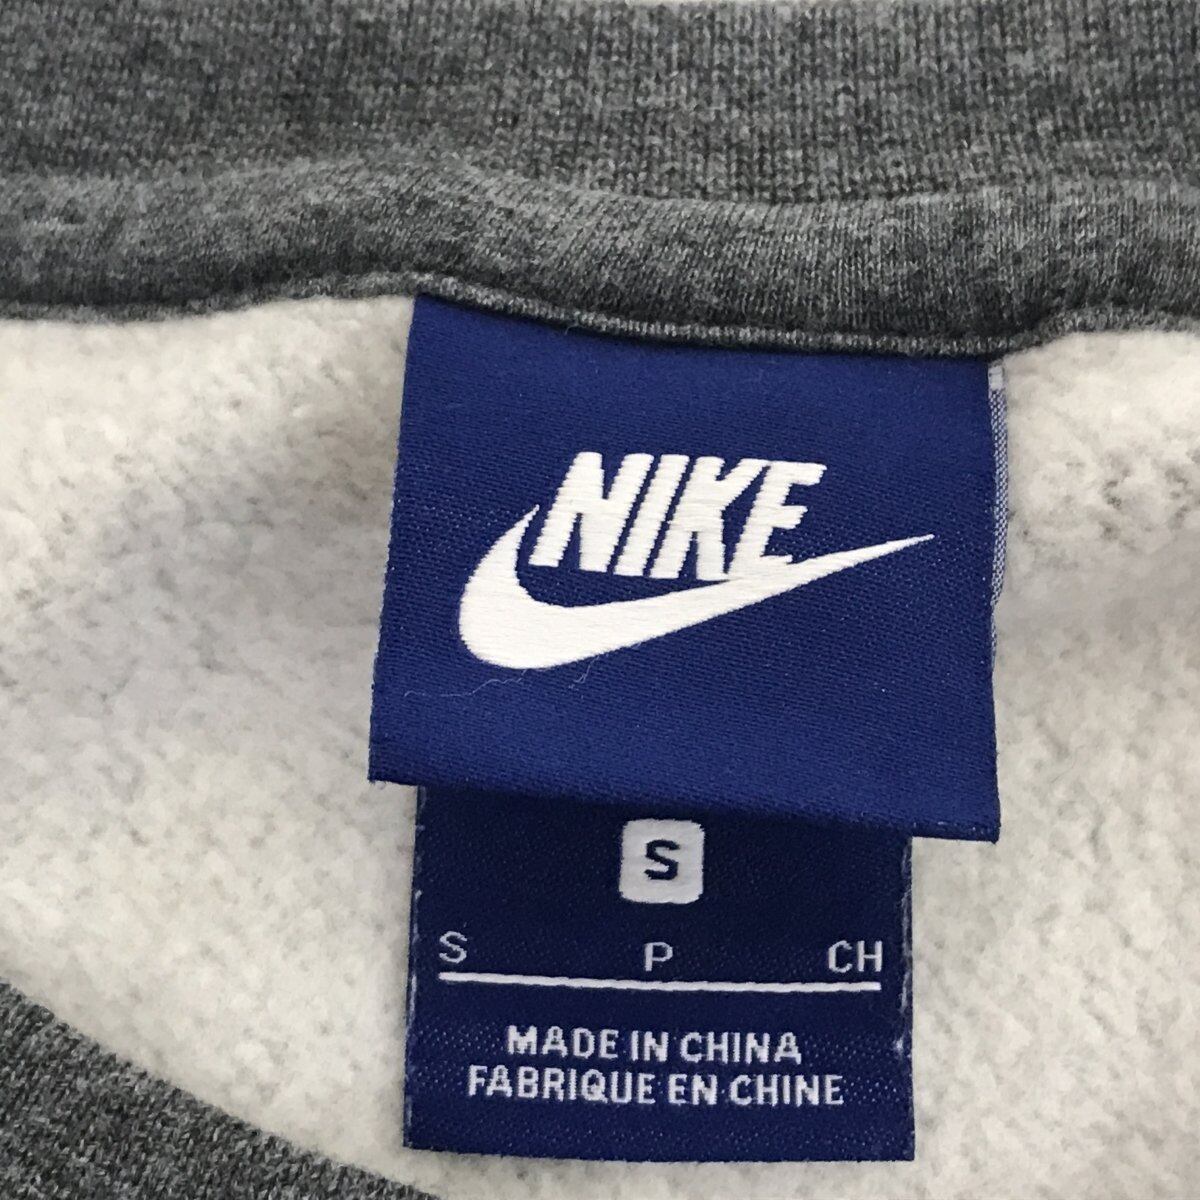 NIKE
S
S P CH
MADE IN CHINA
FABRIQUE EN CHINE